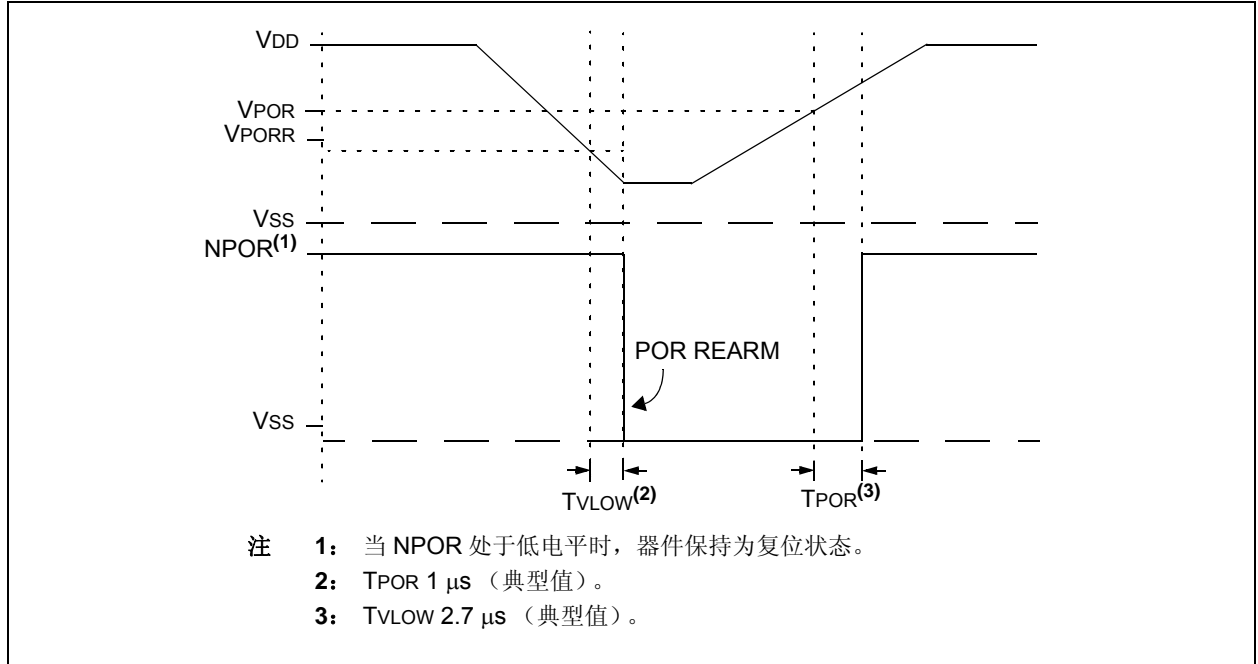 VDD
VPOR
VPORR
VSS
NPOR(1)
POR REARM
VSS
TVLOW(2)
TPOR(3)
注 1: 当 NPOR 处于低电平时，器件保持为复位状态。
2: TPOR 1 μs （典型值）。
3: TVLOW 2.7 μs （典型值）。